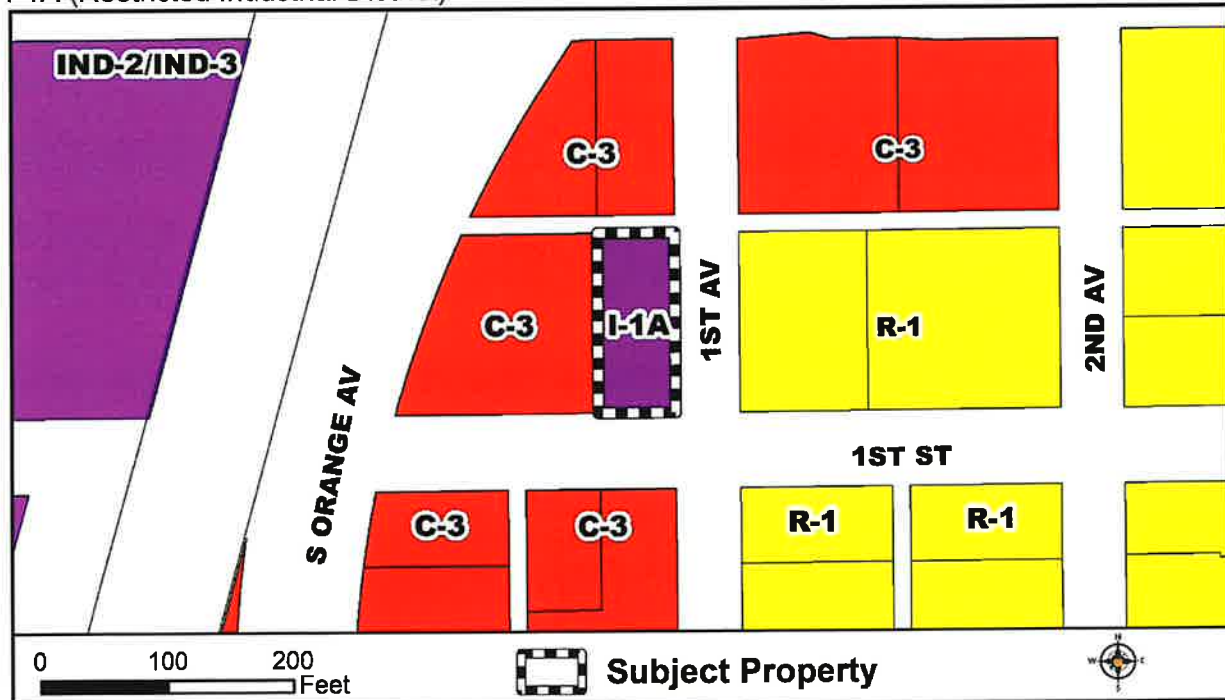 IND-2/IND-3
C-3
C-3
C-3
I-1A
1ST AV
R-1
2ND AV
S ORANGE AV
1ST ST
C-3
C-3
R-1
R-1
0 100 200
Feet
Subject Property
N
W E
S